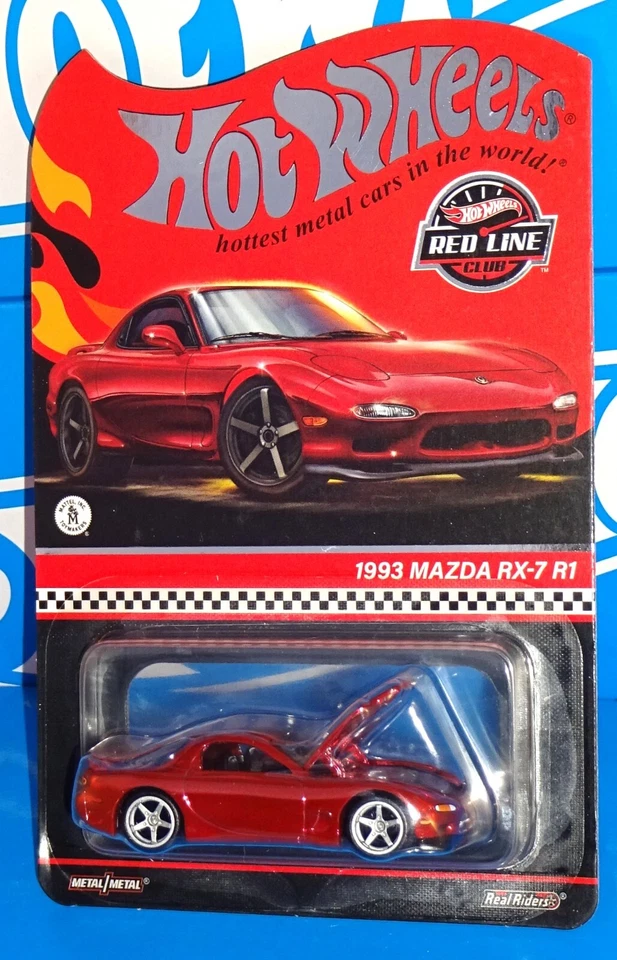 HOT WHEELS®
hottest metal cars in the world!®
HOT WHEELS
RED LINE
CLUB™
MATTEL, INC.
M
TOYMAKERS®
1993 MAZDA RX-7 R1
METAL/METAL®
Real Riders®